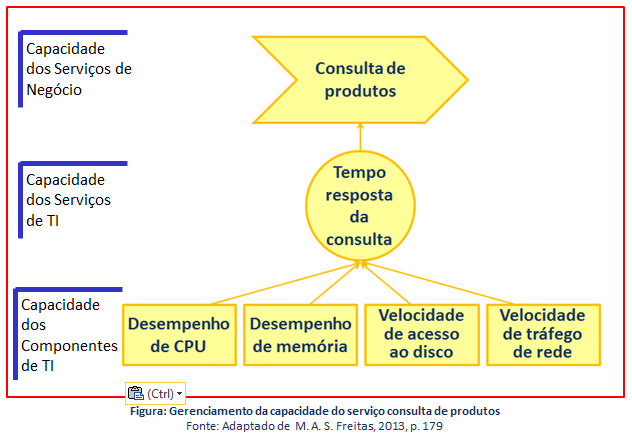 Capacidade
dos Serviços de
Negócio
Consulta de
produtos
Capacidade
dos Serviços
de TI
Tempo
resposta
da
consulta
Capacidade
dos
Componentes
de TI
Desempenho
de CPU
Desempenho
de memória
Velocidade
de acesso
ao disco
Velocidade
de tráfego
de rede
(Ctrl)
Figura: Gerenciamento da capacidade do serviço consulta de produtos
Fonte: Adaptado de M. A. S. Freitas, 2013, p. 179